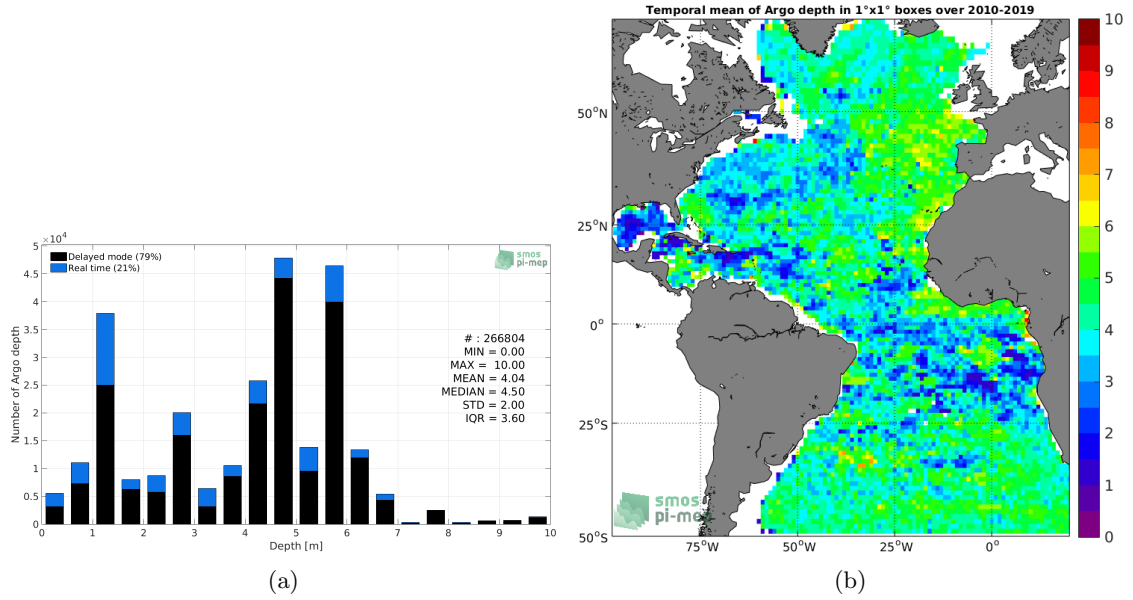 Temporal mean of Argo depth in 1°x1° boxes over 2010-2019
×10⁴
5
4.5
4
3.5
3
2.5
2
1.5
1
0.5
0
Number of Argo depth
Delayed mode (79%)
Real time (21%)
smos
pi-mep
# : 266804
MIN = 0.00
MAX = 10.00
MEAN = 4.04
MEDIAN = 4.50
STD = 2.00
IQR = 3.60
0 1 2 3 4 5 6 7 8 9 10
Depth [m]
(a)
50°N
25°N
0°
25°S
50°S
75°W 50°W 25°W 0°
smos
pi-mep
10
9
8
7
6
5
4
3
2
1
0
(b)